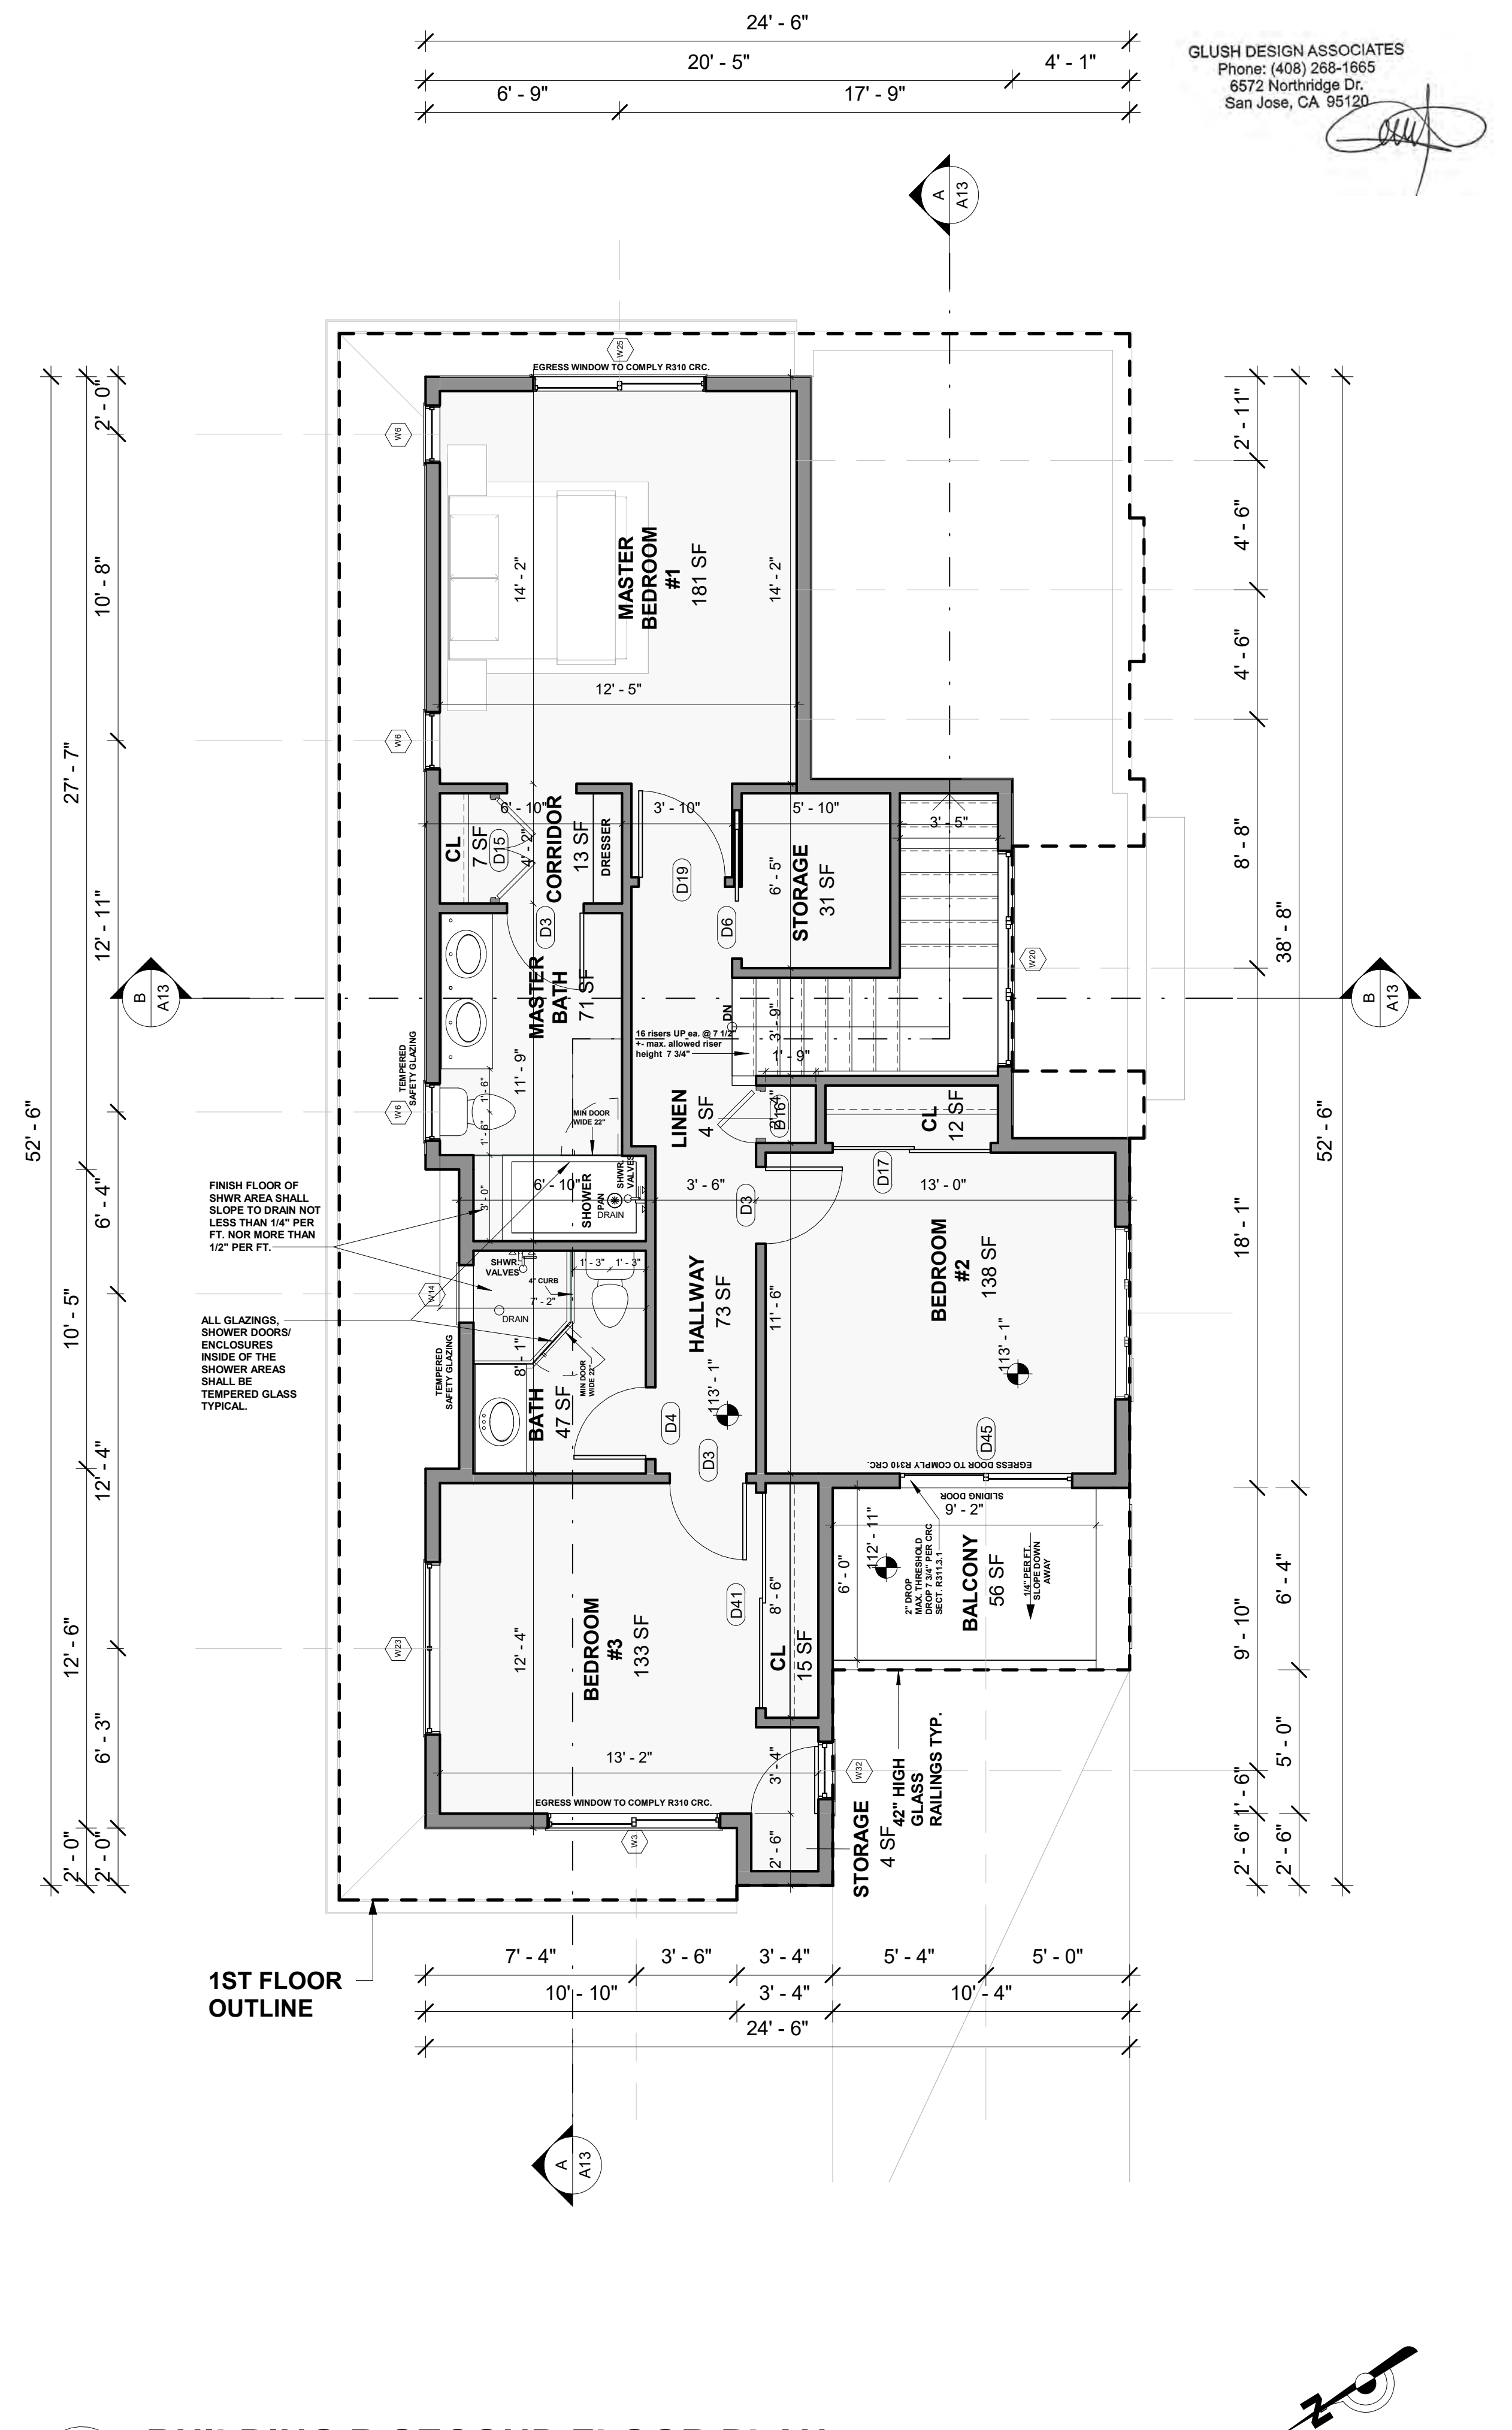 24' - 6"
20' - 5"
4' - 1"
6' - 9"
17' - 9"
GLUSH DESIGN ASSOCIATES
Phone: (408) 268-1665
6572 Northridge Dr.
San Jose, CA 95120
A
A13
W25
EGRESS WINDOW TO COMPLY R310 CRC.
2' - 0"
10' - 8"
27' - 7"
12' - 11"
52' - 6"
6' - 4"
10' - 5"
12' - 4"
12' - 6"
6' - 3"
2' - 0"
2' - 0"
W6
W6
W6
W14
W23
B
A13
14' - 2"
MASTER
BEDROOM
#1
181 SF
14' - 2"
12' - 5"
6' - 10"
3' - 10"
5' - 10"
3' - 5"
CL
7 SF
D15
4' - 2"
CORRIDOR
13 SF
DRESSER
D19
6' - 5"
STORAGE
31 SF
D3
D6
MASTER
BATH
71 SF
W20
DN
3' - 9"
16 risers UP ea. @ 7 1/2"
+- max. allowed riser
height 7 3/4"
1' - 9"
TEMPERED
SAFETY GLAZING
11' - 9"
1' - 6"
1' - 6"
MIN DOOR
WIDE 22"
LINEN
4 SF
D16
CL
12 SF
D17
FINISH FLOOR OF
SHWR AREA SHALL
SLOPE TO DRAIN NOT
LESS THAN 1/4" PER
FT. NOR MORE THAN
1/2" PER FT.
3' - 0"
6' - 10"
SHOWER
PAN
DRAIN
SHWR.
VALVES
3' - 6"
D3
13' - 0"
BEDROOM
#2
138 SF
SHWR.
VALVES
1' - 3"
1' - 3"
4" CURB
7' - 2"
DRAIN
HALLWAY
73 SF
11' - 6"
113' - 1"
113' - 1"
ALL GLAZINGS,
SHOWER DOORS/
ENCLOSURES
INSIDE OF THE
SHOWER AREAS
SHALL BE
TEMPERED GLASS
TYPICAL.
TEMPERED
SAFETY GLAZING
8' - 1"
BATH
47 SF
MIN DOOR
WIDE 22"
D4
D3
D45
EGRESS DOOR TO COMPLY R310 CRC.
SLIDING DOOR
9' - 2"
112' - 11"
6' - 0"
2" DROP
MAX. THRESHOLD
DROP 7 3/4" PER CRC
SECT. R311.3.1
BALCONY
56 SF
1/4" PER FT.
SLOPE DOWN
AWAY
D41
8' - 6"
CL
15 SF
12' - 4"
BEDROOM
#3
133 SF
13' - 2"
3' - 4"
EGRESS WINDOW TO COMPLY R310 CRC.
W3
W32
2' - 6"
STORAGE
4 SF
42" HIGH
GLASS
RAILINGS TYP.
2' - 11"
4' - 6"
4' - 6"
8' - 8"
38' - 8"
B
A13
52' - 6"
18' - 1"
9' - 10"
6' - 4"
5' - 0"
1' - 6"
2' - 6"
2' - 6"
1ST FLOOR
OUTLINE
7' - 4"
3' - 6"
3' - 4"
5' - 4"
5' - 0"
10' - 10"
3' - 4"
10' - 4"
24' - 6"
A
A13
N